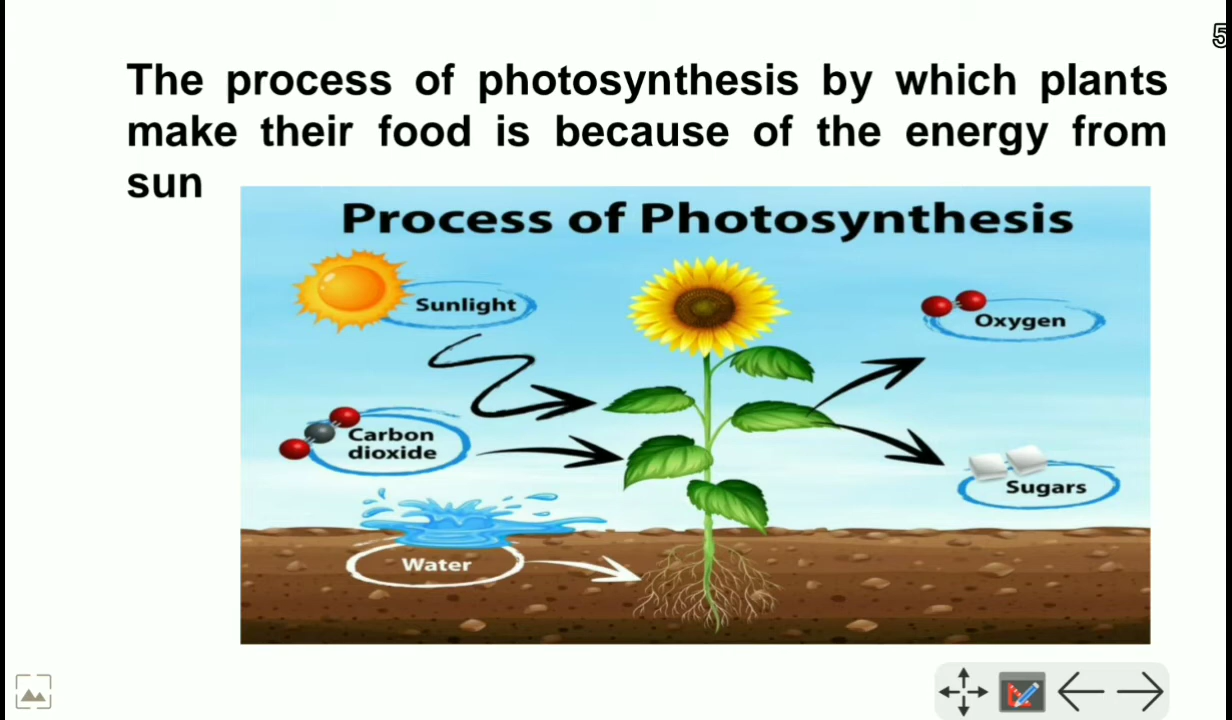 5
The process of photosynthesis by which plants
make their food is because of the energy from
sun
Process of Photosynthesis
Sunlight
Oxygen
Carbon
dioxide
Sugars
Water